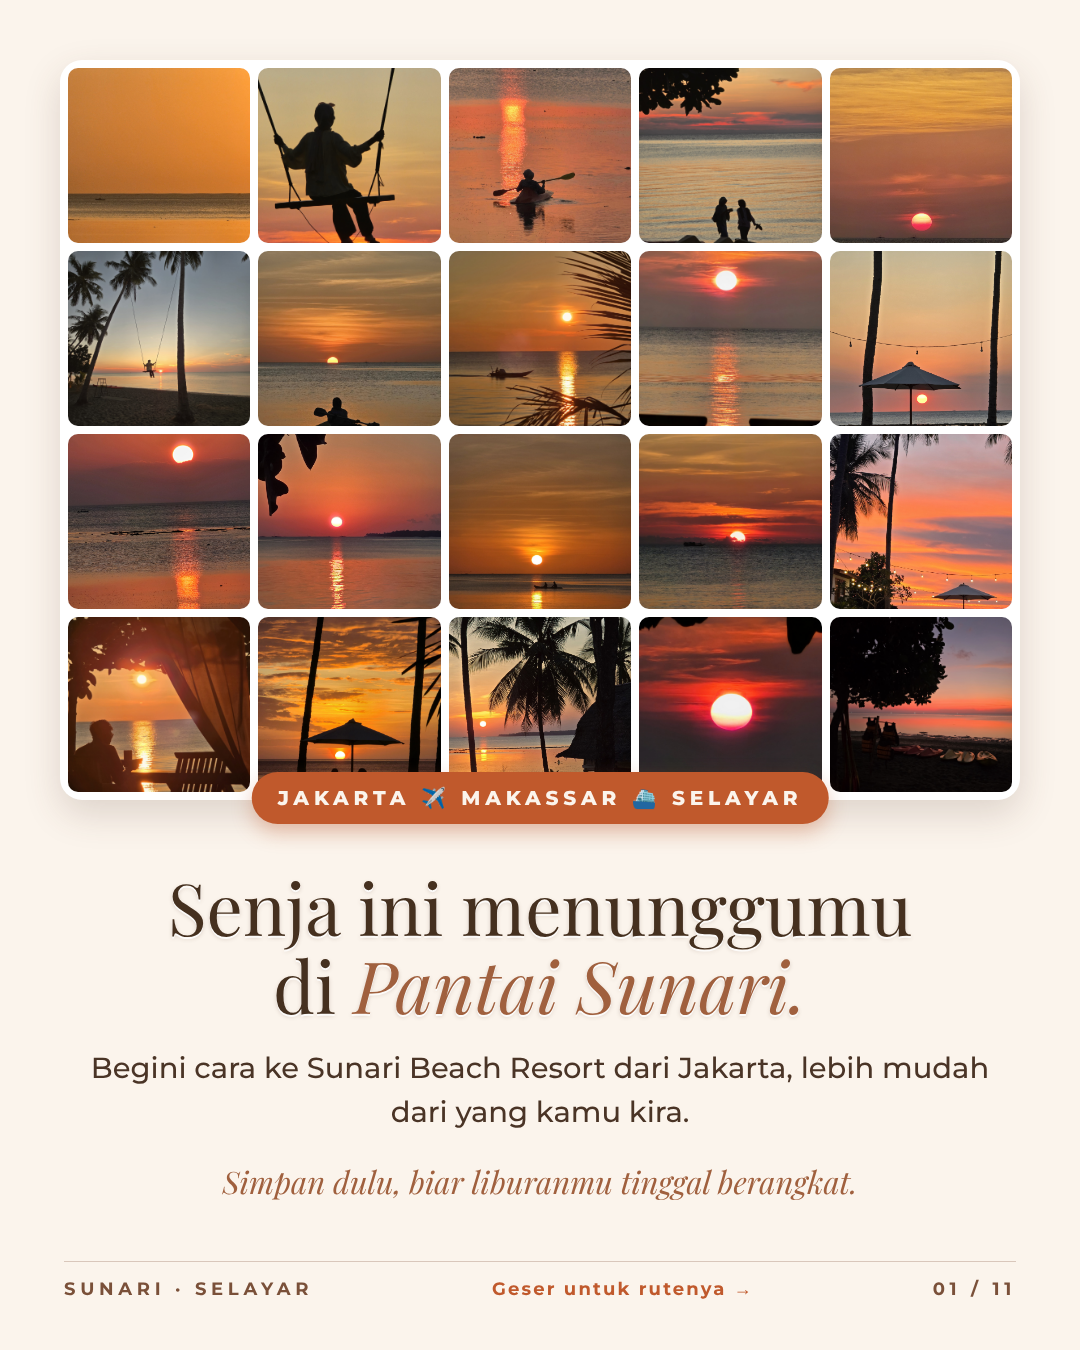 JAKARTA ✈️ MAKASSAR ⛴️ SELAYAR
Senja ini menunggumu
di Pantai Sunari.
Begini cara ke Sunari Beach Resort dari Jakarta, lebih mudah
dari yang kamu kira.
Simpan dulu, biar liburanmu tinggal berangkat.
SUNARI · SELAYAR
Geser untuk rutenya →
01 / 11